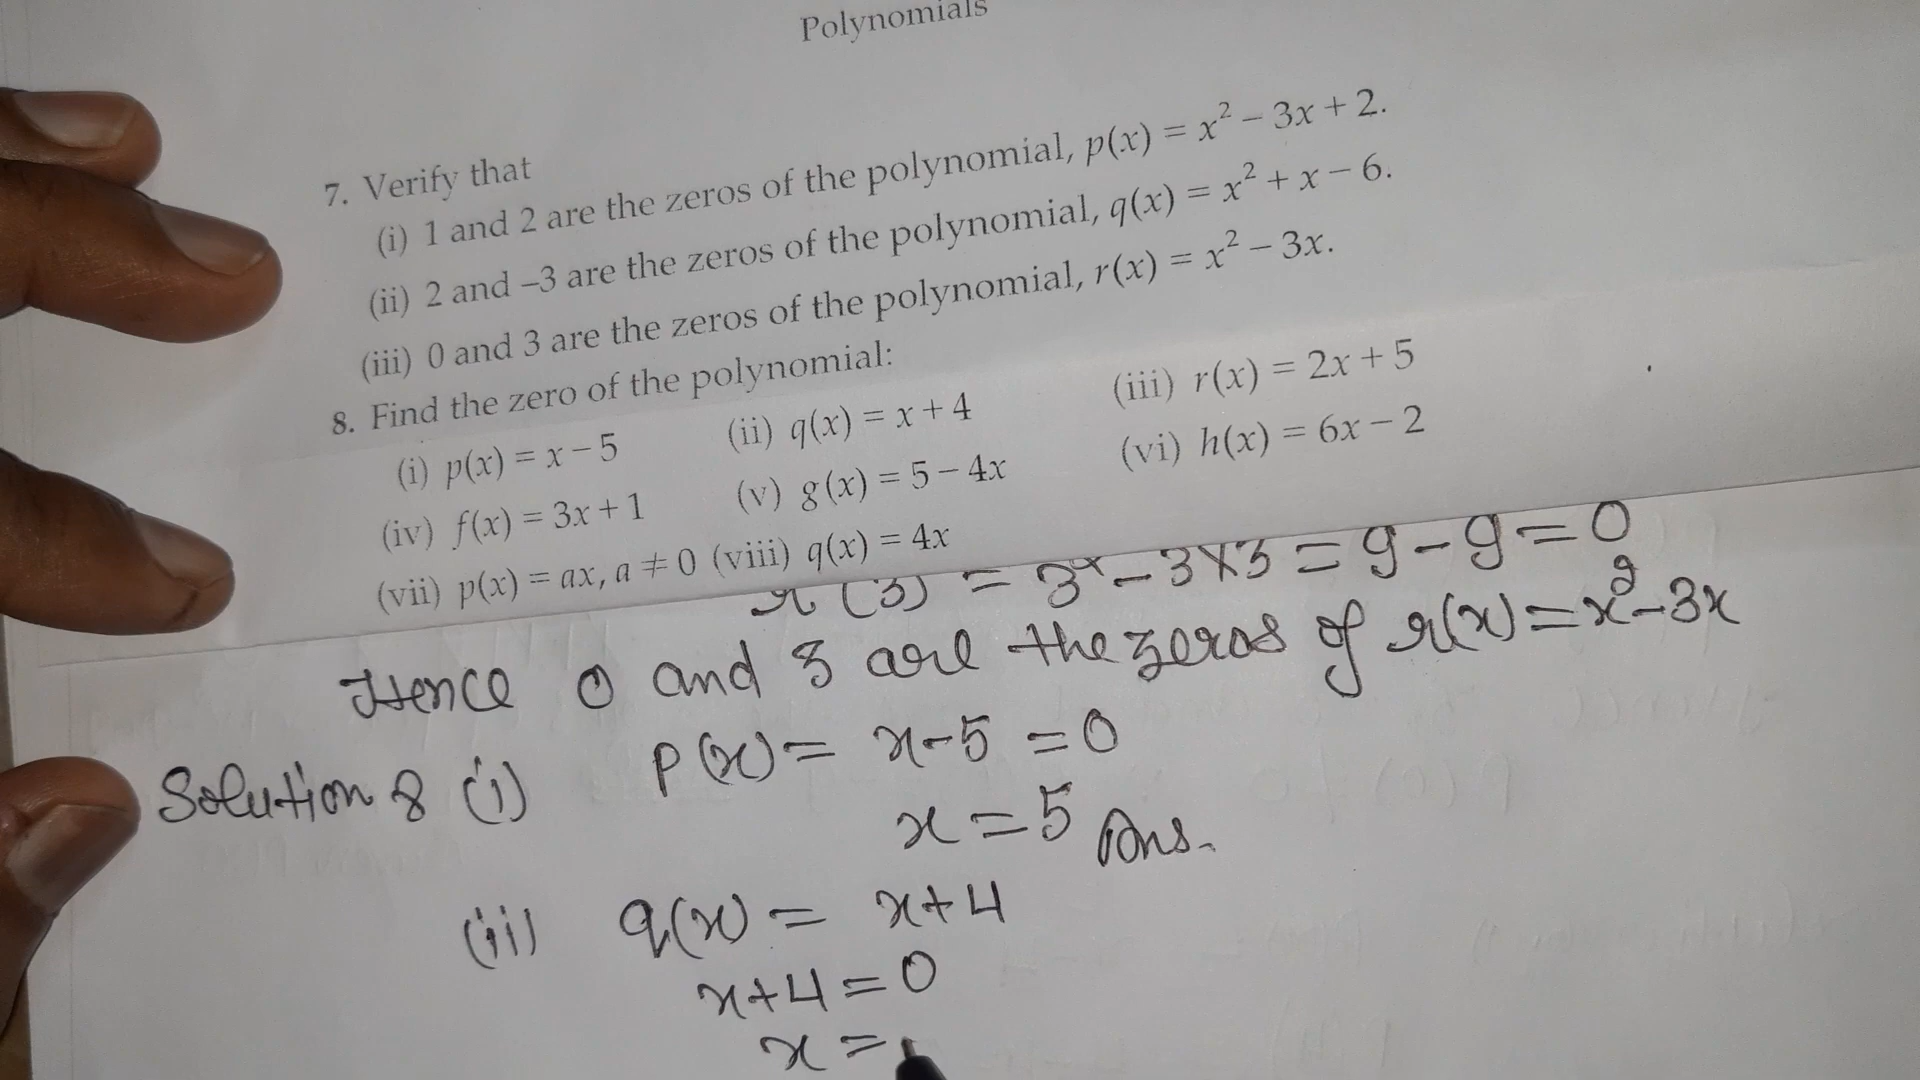 Polynomials
7. Verify that
(i) 1 and 2 are the zeros of the polynomial, p(x) = x² – 3x + 2.
(ii) 2 and –3 are the zeros of the polynomial, q(x) = x² + x – 6.
(iii) 0 and 3 are the zeros of the polynomial, r(x) = x² – 3x.
8. Find the zero of the polynomial:
(i) p(x) = x – 5 (ii) q(x) = x + 4 (iii) r(x) = 2x + 5
(iv) f(x) = 3x + 1 (v) g(x) = 5 – 4x (vi) h(x) = 6x – 2
(vii) p(x) = ax, a ≠ 0 (viii) q(x) = 4x
r(3) = 3² – 3×3 = 9 – 9 = 0
Hence 0 and 3 are the zeros of r(x) = x² – 3x
Solution 8 (i) p(x) = x – 5 = 0
x = 5 Ans.
(ii) q(x) = x + 4
x + 4 = 0
x =